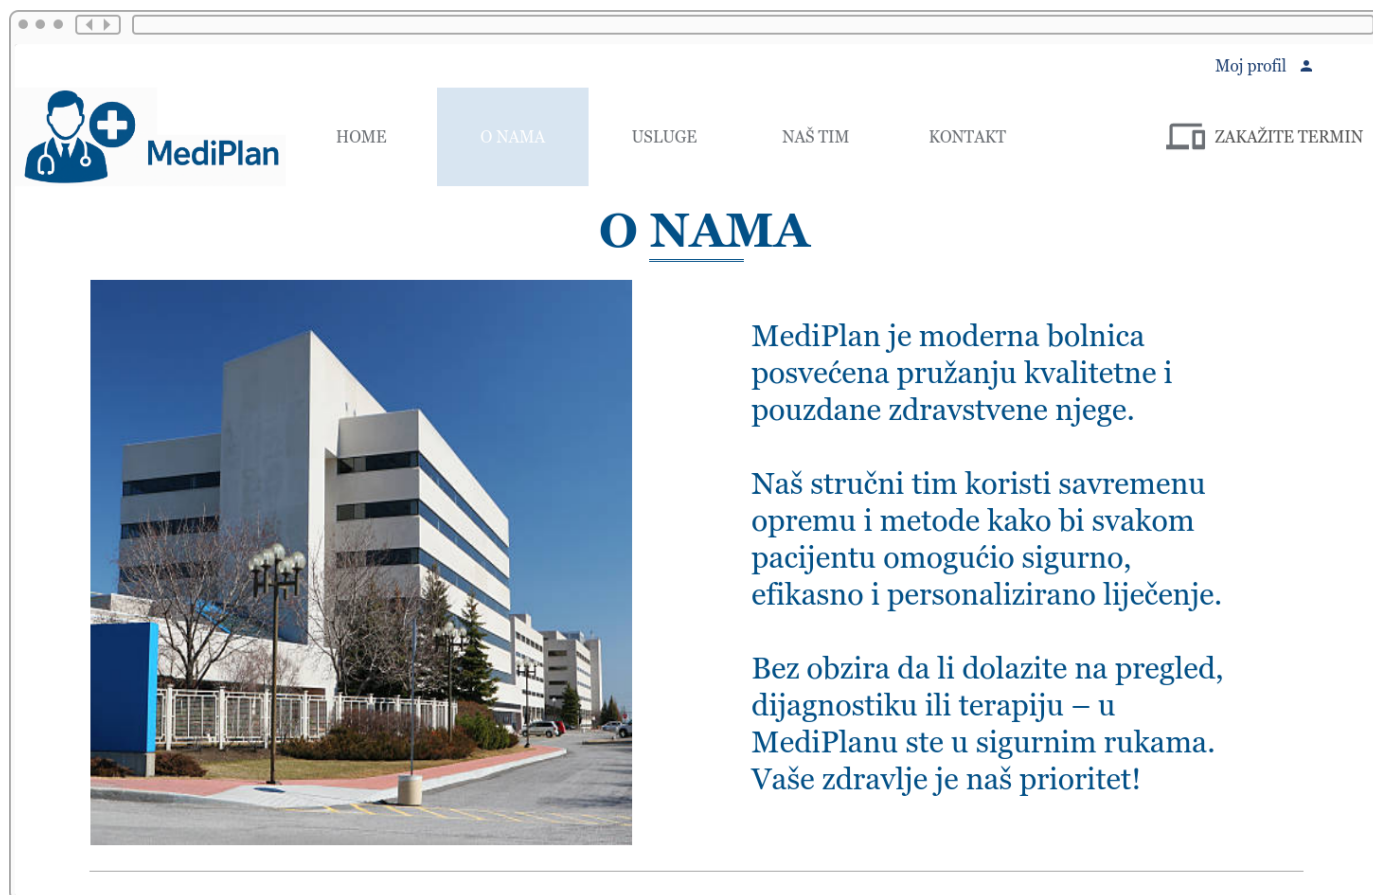 Moj profil
MediPlan
HOME
O NAMA
USLUGE
NAŠ TIM
KONTAKT
ZAKAŽITE TERMIN
O NAMA
MediPlan je moderna bolnica
posvećena pružanju kvalitetne i
pouzdane zdravstvene njege.
Naš stručni tim koristi savremenu
opremu i metode kako bi svakom
pacijentu omogućio sigurno,
efikasno i personalizirano liječenje.
Bez obzira da li dolazite na pregled,
dijagnostiku ili terapiju – u
MediPlanu ste u sigurnim rukama.
Vaše zdravlje je naš prioritet!